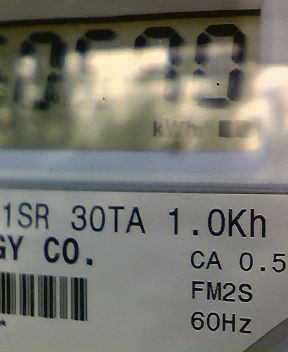 kWh
1SR 30TA 1.0Kh
GY CO.
CA 0.5
FM2S
60Hz